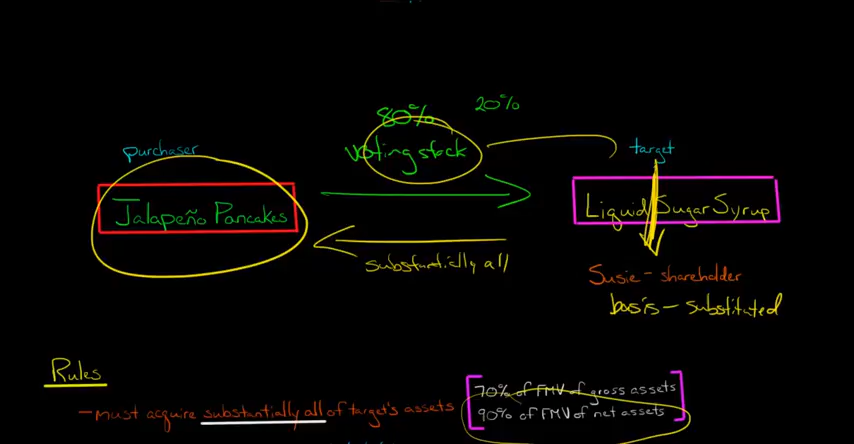 20%
80%
voting stock
purchaser
target
Jalapeño Pancakes
Liquid Sugar Syrup
substantially all
Susie - shareholder
basis - substituted
Rules
- must acquire substantially all of target's assets
70% of FMV of gross assets
90% of FMV of net assets